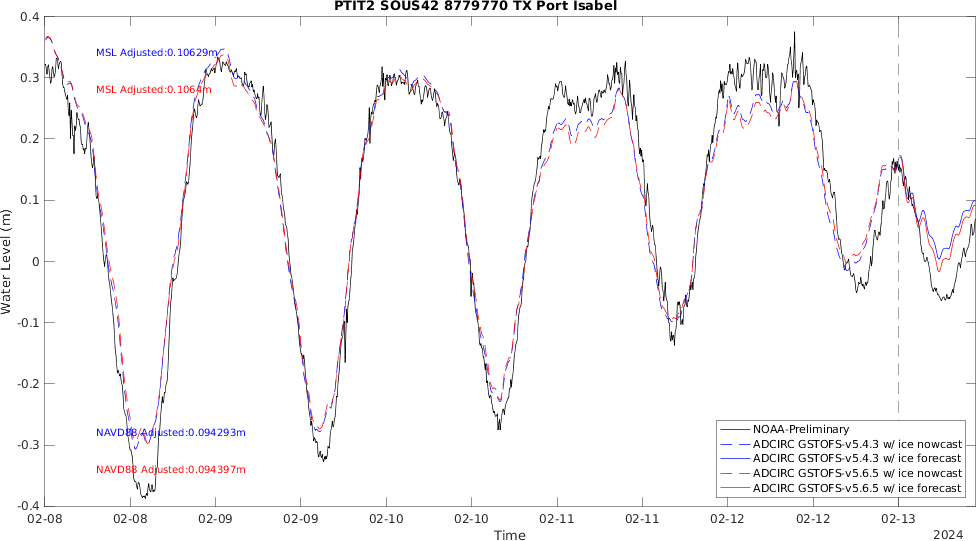 PTIT2 SOUS42 8779770 TX Port Isabel
0.4
0.3
0.2
0.1
0
-0.1
-0.2
-0.3
-0.4
Water Level (m)
MSL Adjusted:0.10629m
MSL Adjusted:0.1064m
NAVD88 Adjusted:0.094293m
NAVD88 Adjusted:0.094397m
NOAA-Preliminary
ADCIRC GSTOFS-v5.4.3 w/ ice nowcast
ADCIRC GSTOFS-v5.4.3 w/ ice forecast
ADCIRC GSTOFS-v5.6.5 w/ ice nowcast
ADCIRC GSTOFS-v5.6.5 w/ ice forecast
02-08 02-08 02-09 02-09 02-10 02-10 02-11 02-11 02-12 02-12 02-13
Time
2024